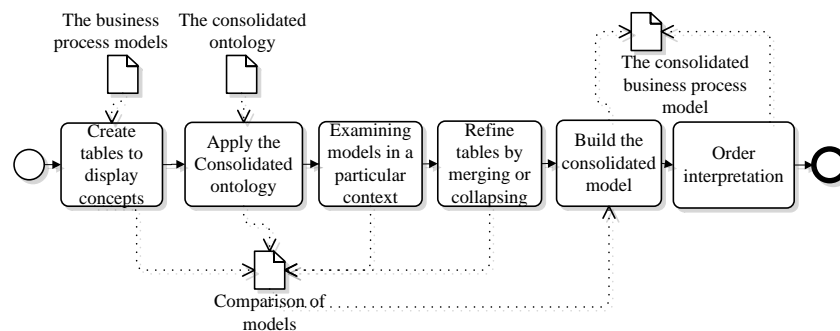 The business
process models
The consolidated
ontology
The consolidated
business process
model
Create
tables to
display
concepts
Apply the
Consolidated
ontology
Examining
models in a
particular
context
Refine
tables by
merging or
collapsing
Build the
consolidated
model
Order
interpretation
Comparison of
models